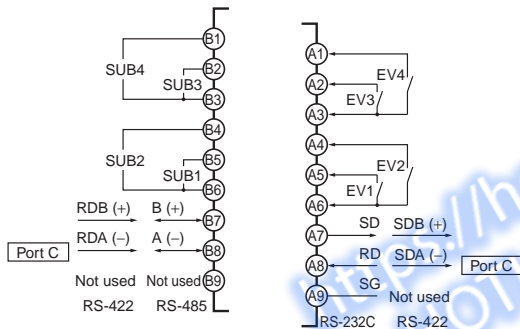 B1
B2
SUB4
SUB3
B3
B4
SUB2
B5
SUB1
B6
RDB (+) B (+) B7
RDA (−) A (−) B8
Port C
Not used Not used B9
RS-422 RS-485
A1
A2
EV4
EV3
A3
A4
EV2
A5
EV1
A6
A7 SD SDB (+)
A8 RD SDA (−) Port C
A9 SG Not used
RS-232C RS-422
https://h